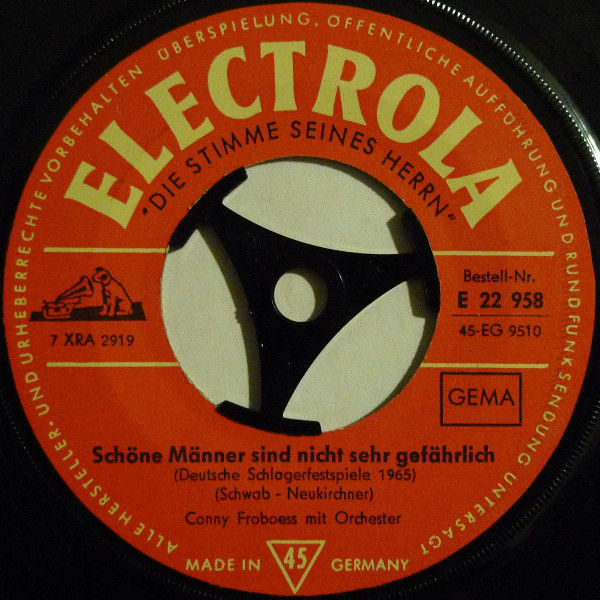 ALLE HERSTELLER- UND URHEBERRECHTE VORBEHALTEN ÜBERSPIELUNG, ÖFFENTLICHE AUFFÜHRUNG UND RUNDFUNKSENDUNG UNTERSAGT
ELECTROLA
"DIE STIMME SEINES HERRN"
7 XRA 2919
Bestell-Nr.
E 22 958
45-EG 9510
GEMA
Schöne Männer sind nicht sehr gefährlich
(Deutsche Schlagerfestspiele 1965)
(Schwab - Neukirchner)
Conny Froboess mit Orchester
MADE IN 45 GERMANY